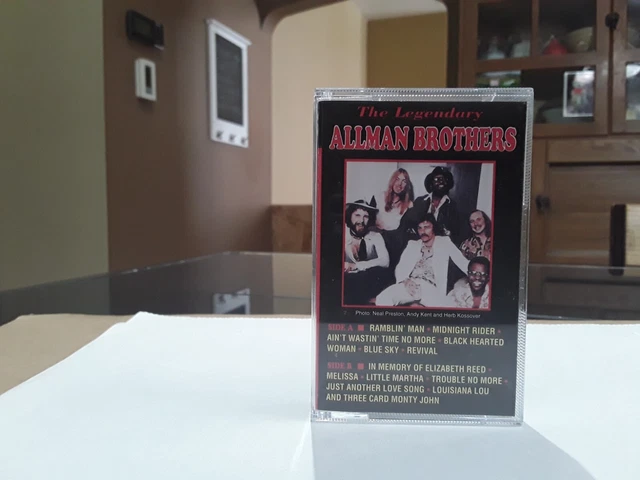 The Legendary
ALLMAN BROTHERS
Photo: Neal Preston, Andy Kent and Herb Kossover
SIDE A ■ RAMBLIN' MAN • MIDNIGHT RIDER •
AIN'T WASTIN' TIME NO MORE • BLACK HEARTED
WOMAN • BLUE SKY • REVIVAL
SIDE B ■ IN MEMORY OF ELIZABETH REED •
MELISSA • LITTLE MARTHA • TROUBLE NO MORE •
JUST ANOTHER LOVE SONG • LOUISIANA LOU
AND THREE CARD MONTY JOHN